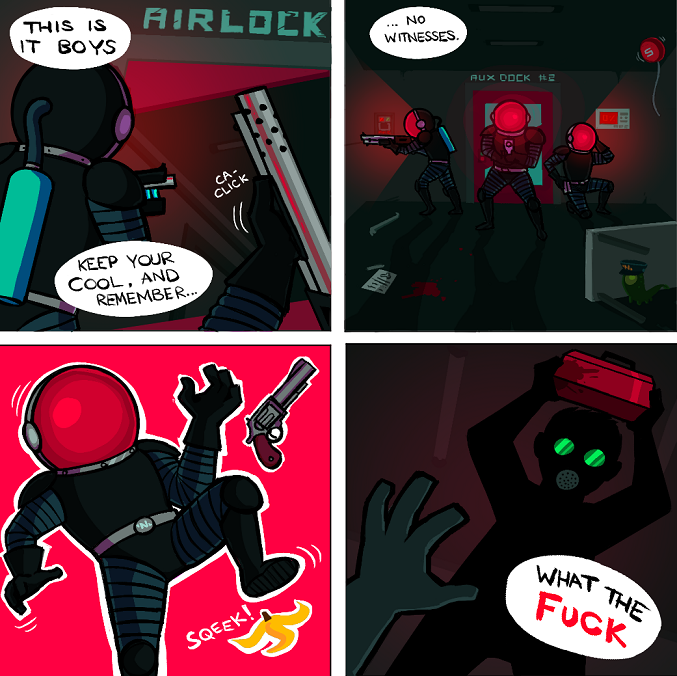 THIS IS
IT BOYS
AIRLOCK
CA-
CLICK
KEEP YOUR
COOL, AND
REMEMBER...
... NO
WITNESSES.
S
AUX DOCK #2
N
SQEEK!
WHAT THE
FUCK